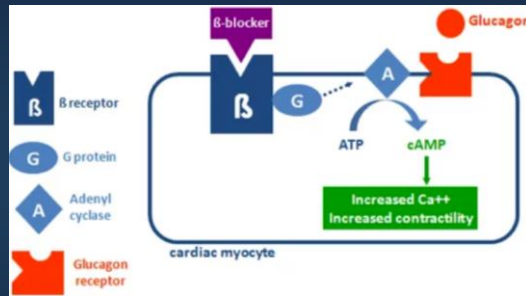 ß-blocker
Glucagon
ß
ß receptor
G
G protein
A
Adenyl
cyclase
Glucagon
receptor
ß
G
A
ATP
cAMP
Increased Ca++
Increased contractility
cardiac myocyte